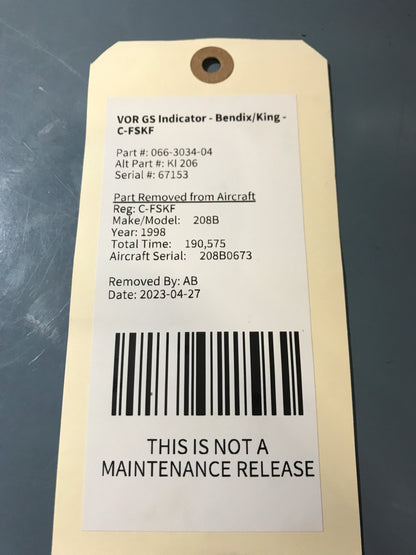 VOR GS Indicator - Bendix/King -
C-FSKF
Part #: 066-3034-04
Alt Part #: KI 206
Serial #: 67153
Part Removed from Aircraft
Reg: C-FSKF
Make/Model: 208B
Year: 1998
Total Time: 190,575
Aircraft Serial: 208B0673
Removed By: AB
Date: 2023-04-27
THIS IS NOT A
MAINTENANCE RELEASE